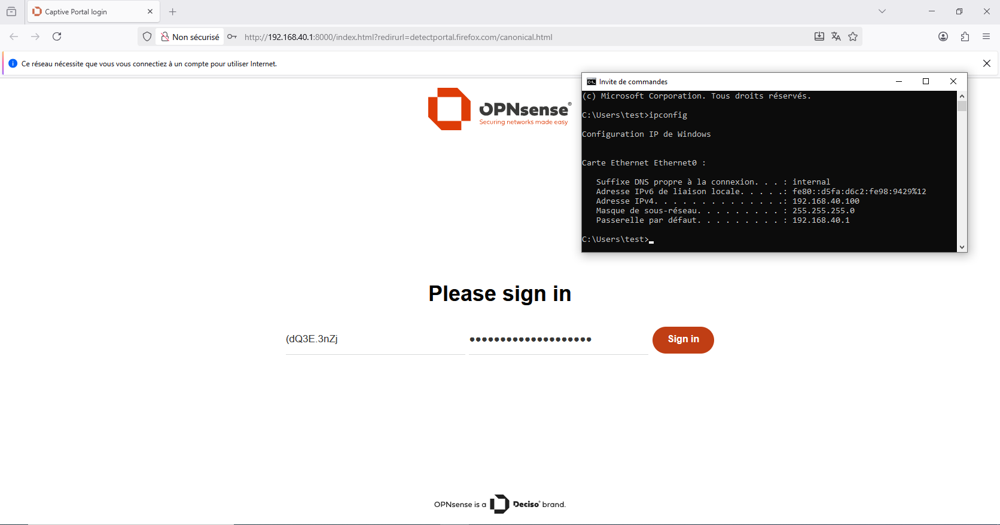 Captive Portal login
Non sécurisé
http://192.168.40.1:8000/index.html?redirurl=detectportal.firefox.com/canonical.html
Ce réseau nécessite que vous vous connectiez à un compte pour utiliser Internet.
OPNsense®
Securing networks made easy
Invite de commandes
(c) Microsoft Corporation. Tous droits réservés.
C:\Users\test>ipconfig
Configuration IP de Windows
Carte Ethernet Ethernet0 :
Suffixe DNS propre à la connexion. . . : internal
Adresse IPv6 de liaison locale. . . . .: fe80::d5fa:d6c2:fe98:9429%12
Adresse IPv4. . . . . . . . . . . . . .: 192.168.40.100
Masque de sous-réseau. . . . . . . . . : 255.255.255.0
Passerelle par défaut. . . . . . . . . : 192.168.40.1
C:\Users\test>
Please sign in
(dQ3E.3nZj
••••••••••••••••••••
Sign in
OPNsense is a Deciso® brand.